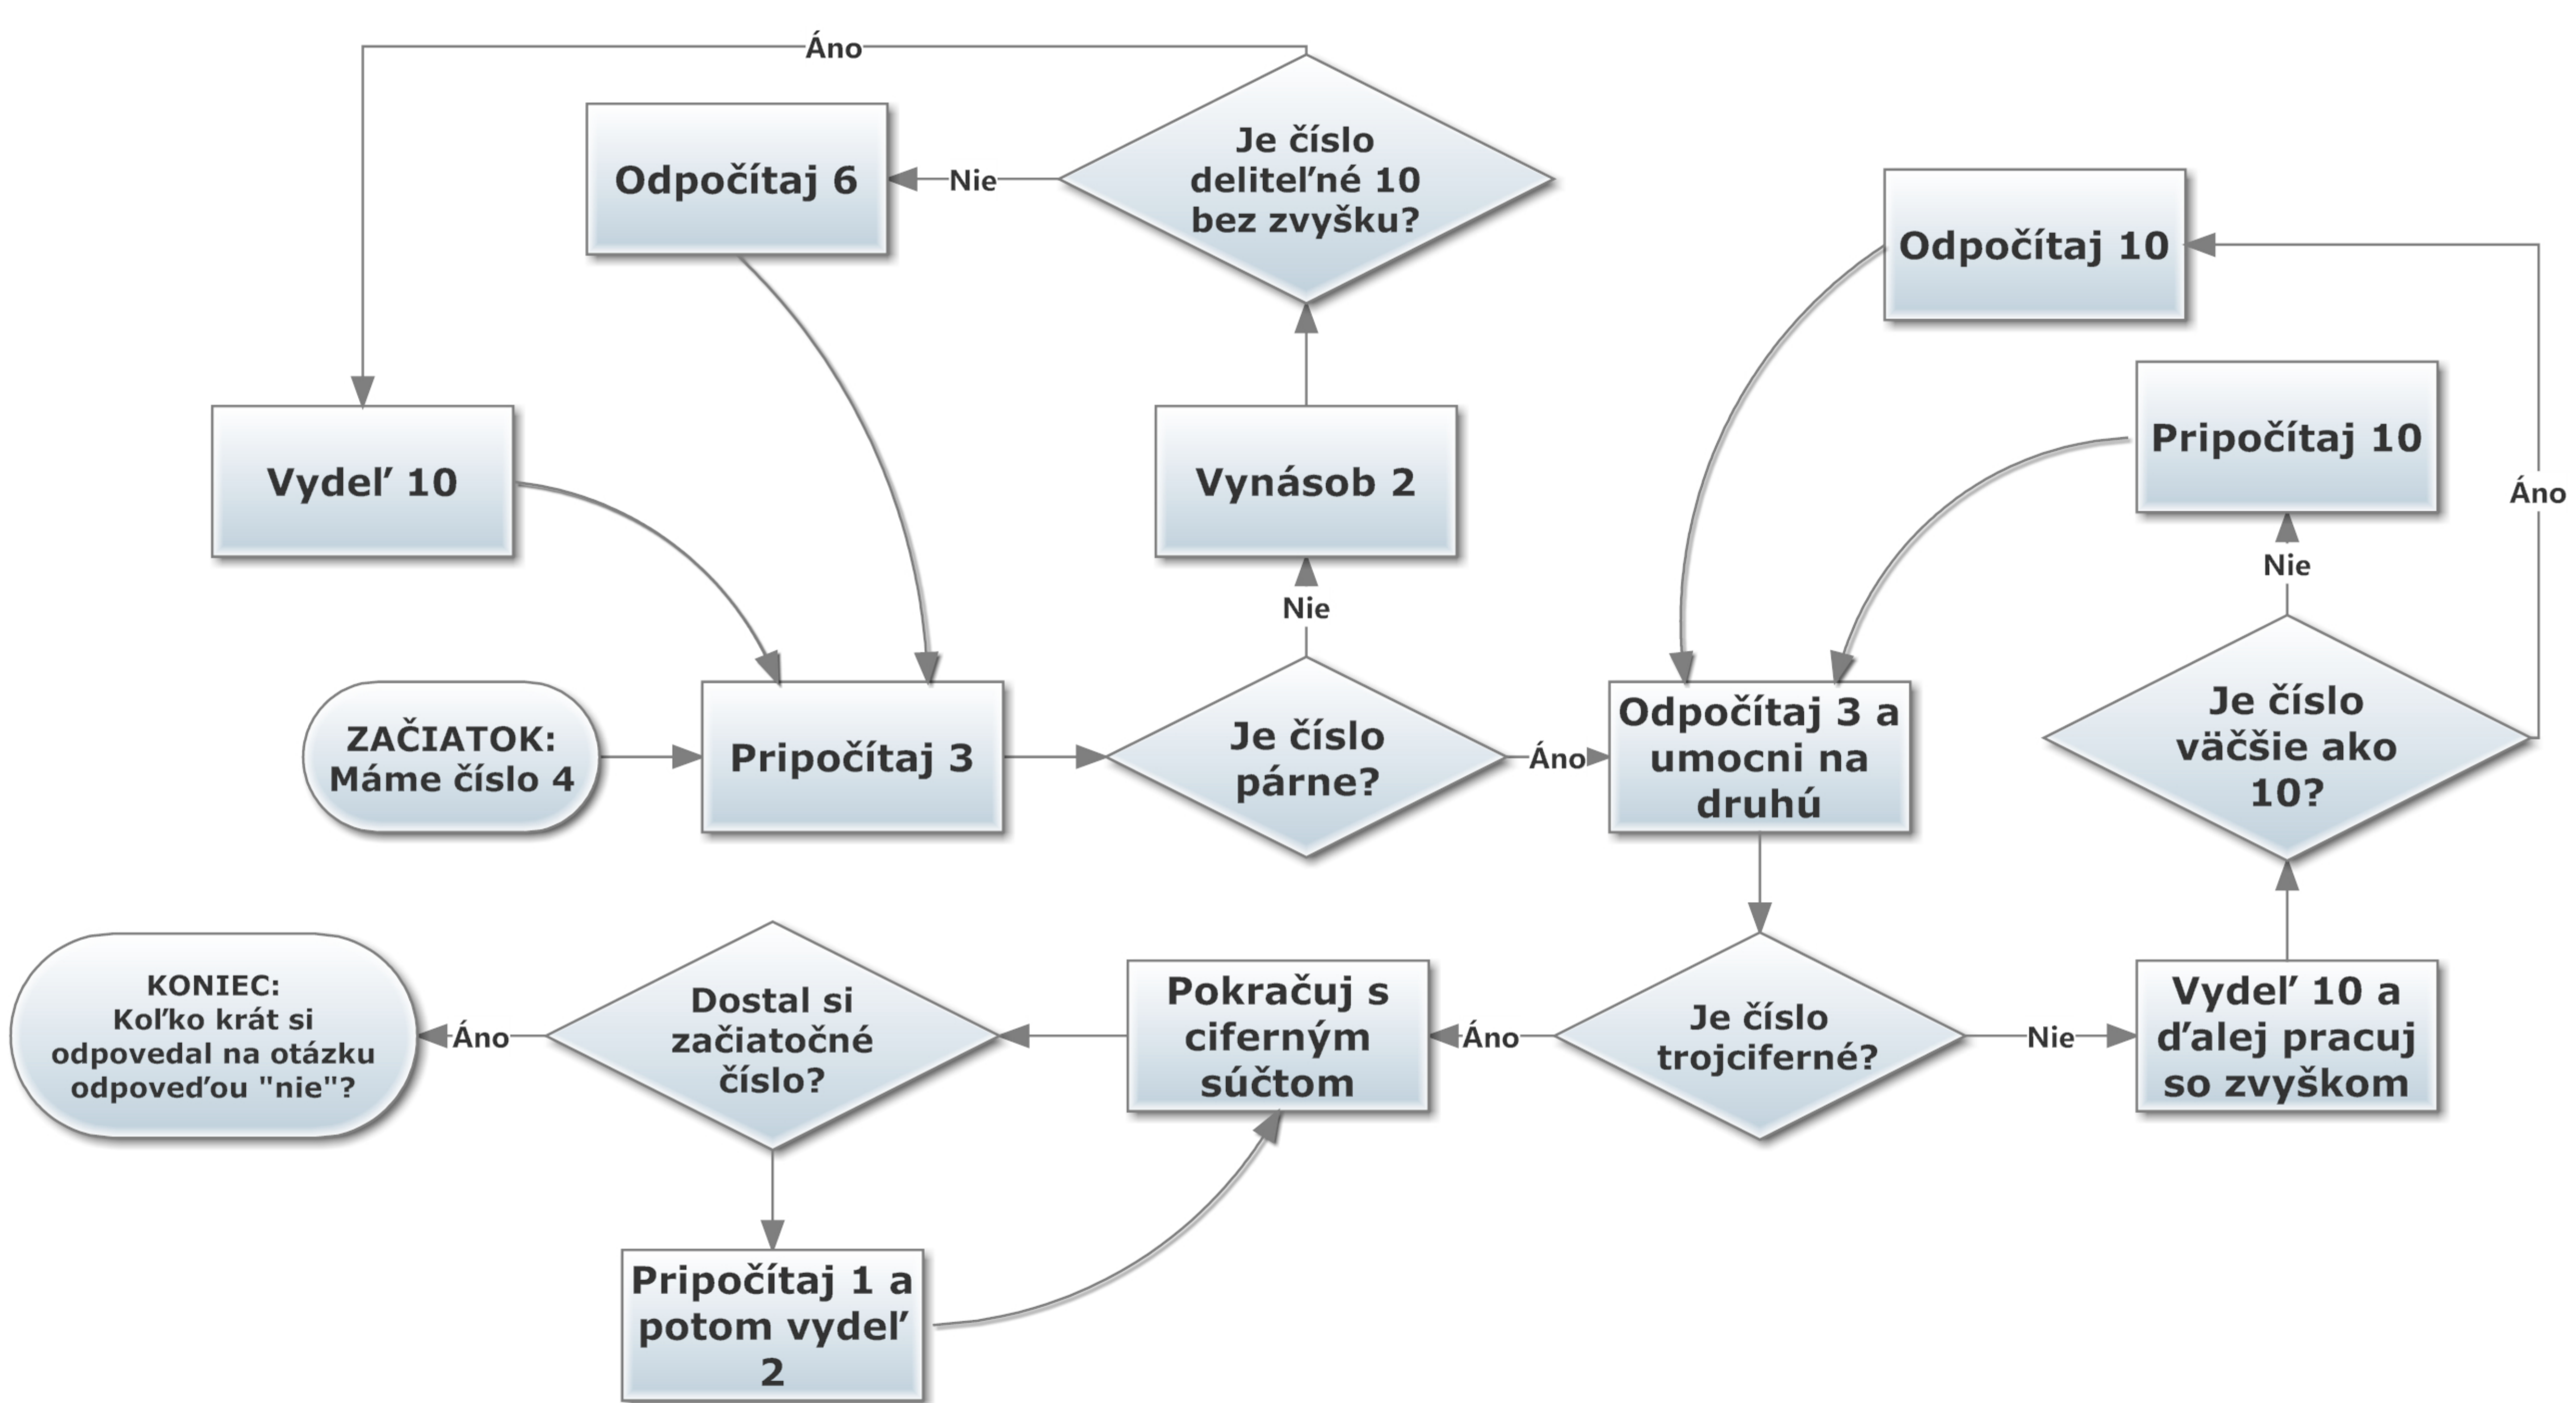 Áno
Je číslo
deliteľné 10
bez zvyšku?
Nie
Odpočítaj 6
Odpočítaj 10
Pripočítaj 10
Áno
Vydeľ 10
Vynásob 2
Nie
Nie
ZAČIATOK:
Máme číslo 4
Pripočítaj 3
Je číslo
párne?
Áno
Odpočítaj 3 a
umocni na
druhú
Je číslo
väčšie ako
10?
KONIEC:
Koľko krát si
odpovedal na otázku
odpoveďou "nie"?
Áno
Dostal si
začiatočné
číslo?
Pokračuj s
ciferným
súčtom
Áno
Je číslo
trojciferné?
Nie
Vydeľ 10 a
ďalej pracuj
so zvyškom
Pripočítaj 1 a
potom vydeľ
2